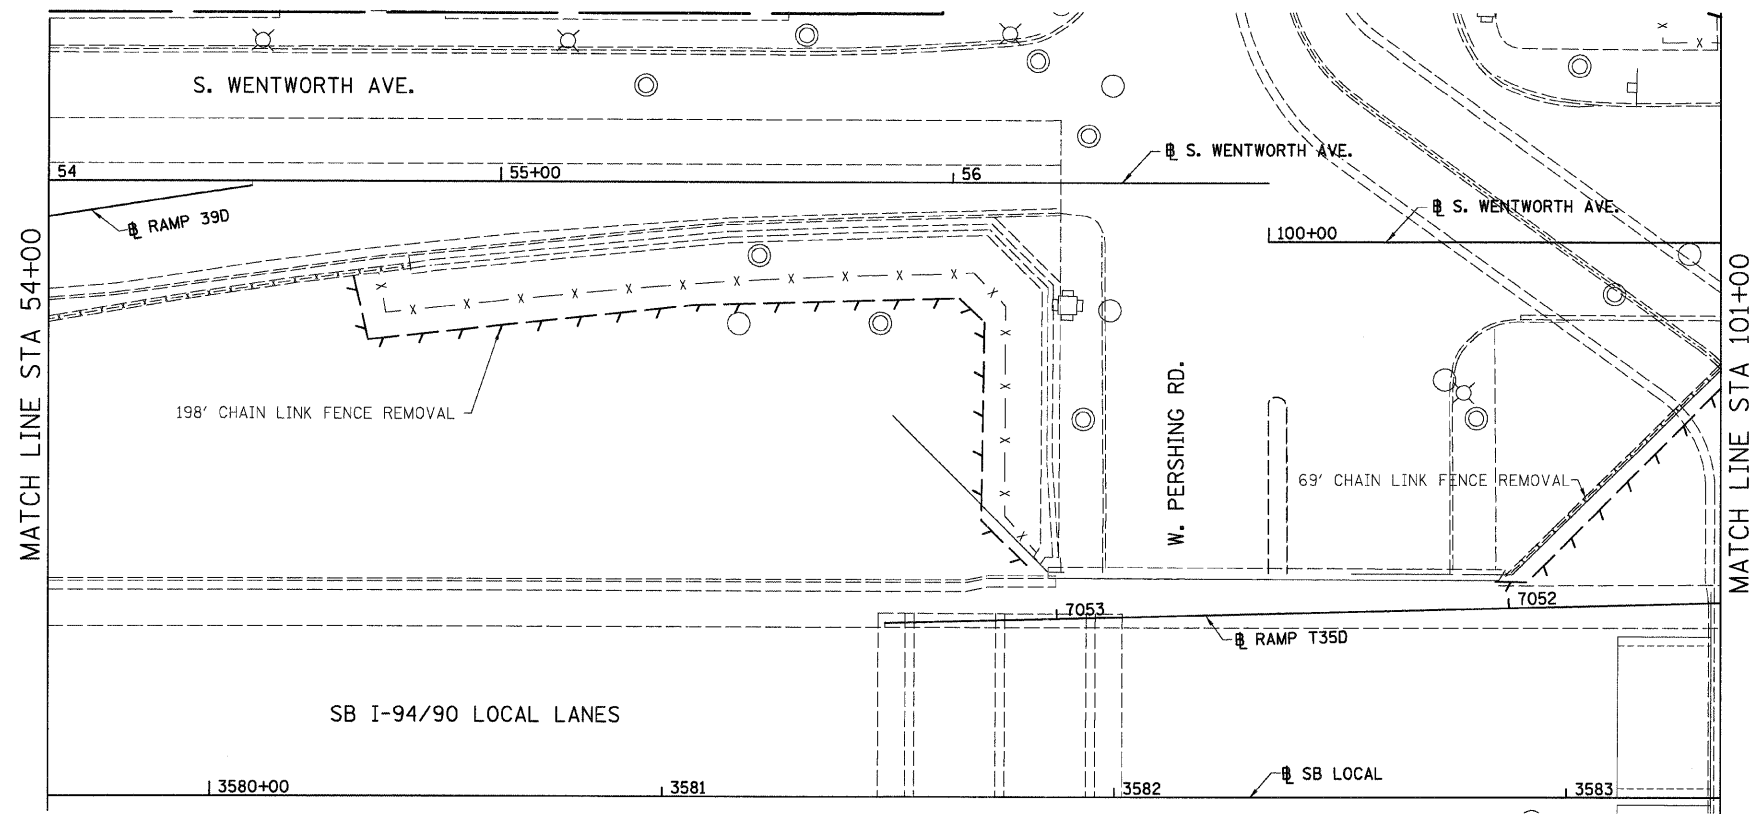 S. WENTWORTH AVE.
54
55+00
56
℄ S. WENTWORTH AVE.
℄ S. WENTWORTH AVE.
100+00
℄ RAMP 39D
MATCH LINE STA 54+00
MATCH LINE STA 101+00
198' CHAIN LINK FENCE REMOVAL
W. PERSHING RD.
69' CHAIN LINK FENCE REMOVAL
7053
7052
℄ RAMP T35D
SB I-94/90 LOCAL LANES
℄ SB LOCAL
3580+00
3581
3582
3583